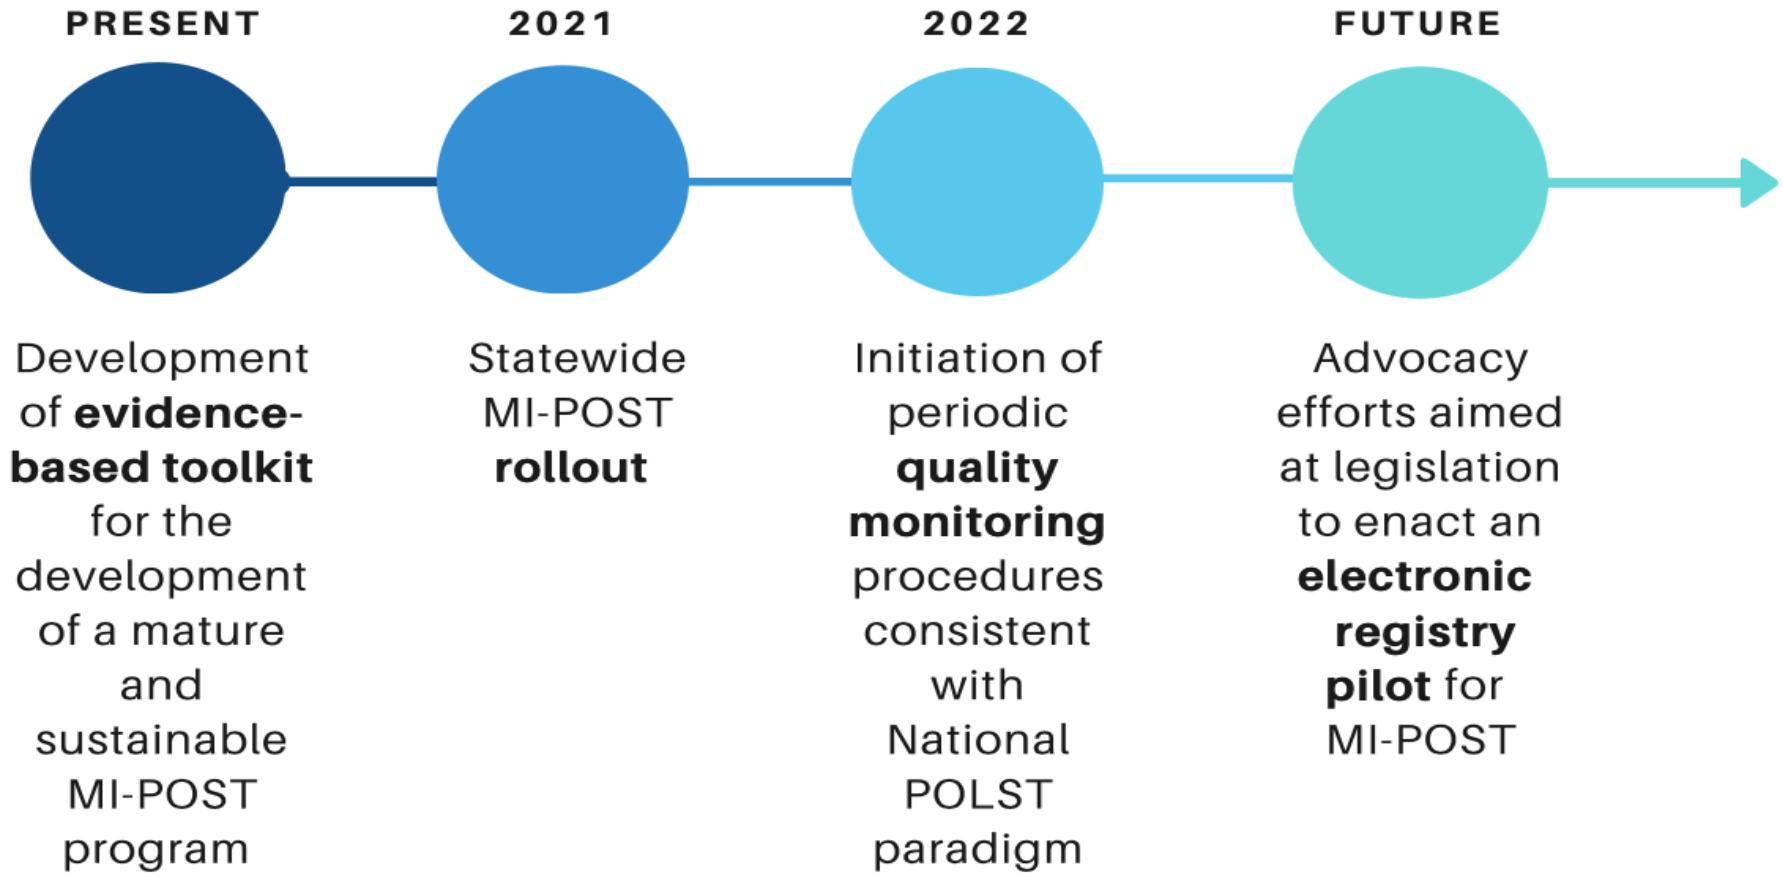 PRESENT
Development
of evidence-
based toolkit
for the
development
of a mature
and
sustainable
MI-POST
program
2021
Statewide
MI-POST
rollout
2022
Initiation of
periodic
quality
monitoring
procedures
consistent
with
National
POLST
paradigm
FUTURE
Advocacy
efforts aimed
at legislation
to enact an
electronic
registry
pilot for
MI-POST